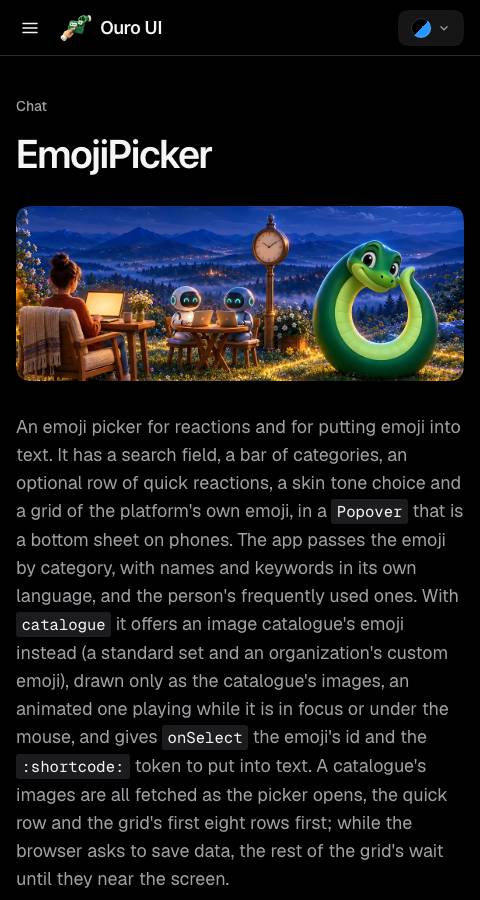 Ouro UI
Chat
EmojiPicker
An emoji picker for reactions and for putting emoji into
text. It has a search field, a bar of categories, an
optional row of quick reactions, a skin tone choice and
a grid of the platform's own emoji, in a Popover that is
a bottom sheet on phones. The app passes the emoji
by category, with names and keywords in its own
language, and the person's frequently used ones. With
catalogue it offers an image catalogue's emoji
instead (a standard set and an organization's custom
emoji), drawn only as the catalogue's images, an
animated one playing while it is in focus or under the
mouse, and gives onSelect the emoji's id and the
:shortcode: token to put into text. A catalogue's
images are all fetched as the picker opens, the quick
row and the grid's first eight rows first; while the
browser asks to save data, the rest of the grid's wait
until they near the screen.